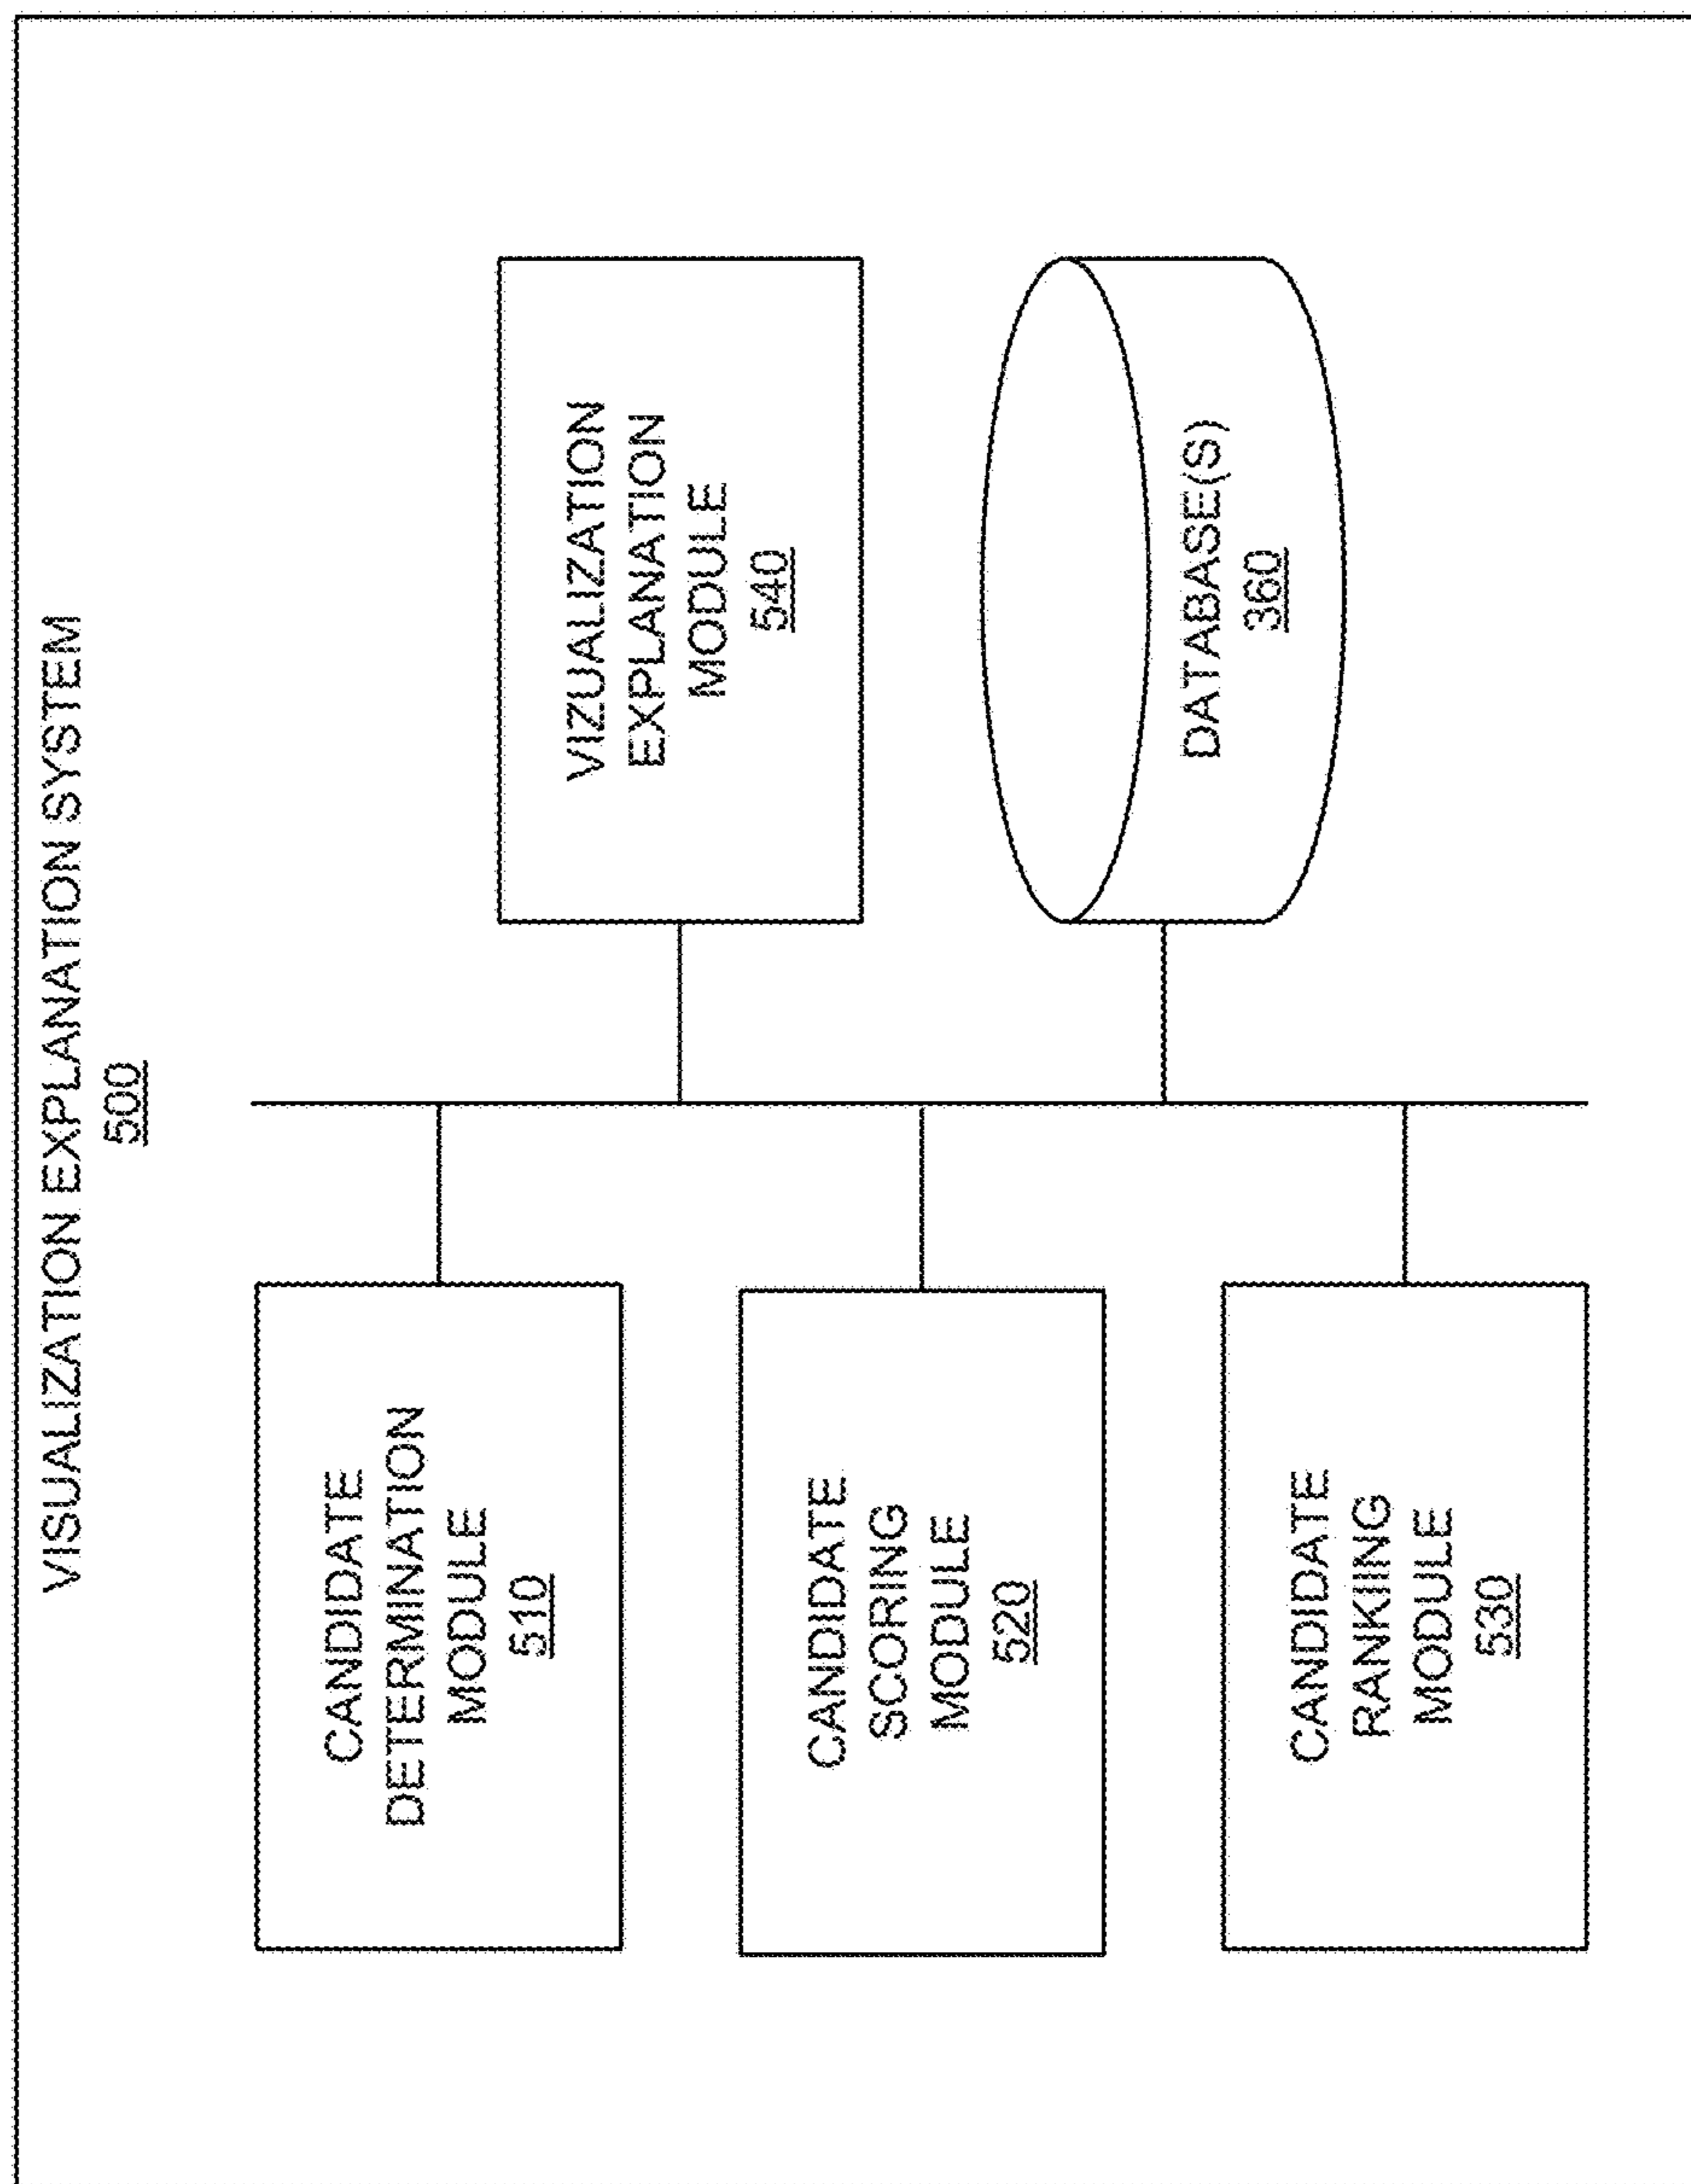 VISUALIZATION EXPLANATION SYSTEM
500
CANDIDATE
DETERMINATION
MODULE
510
CANDIDATE
SCORING
MODULE
520
CANDIDATE
RANKIING
MODULE
530
VIZUALIZATION
EXPLANATION
MODULE
540
DATABASE(S)
360